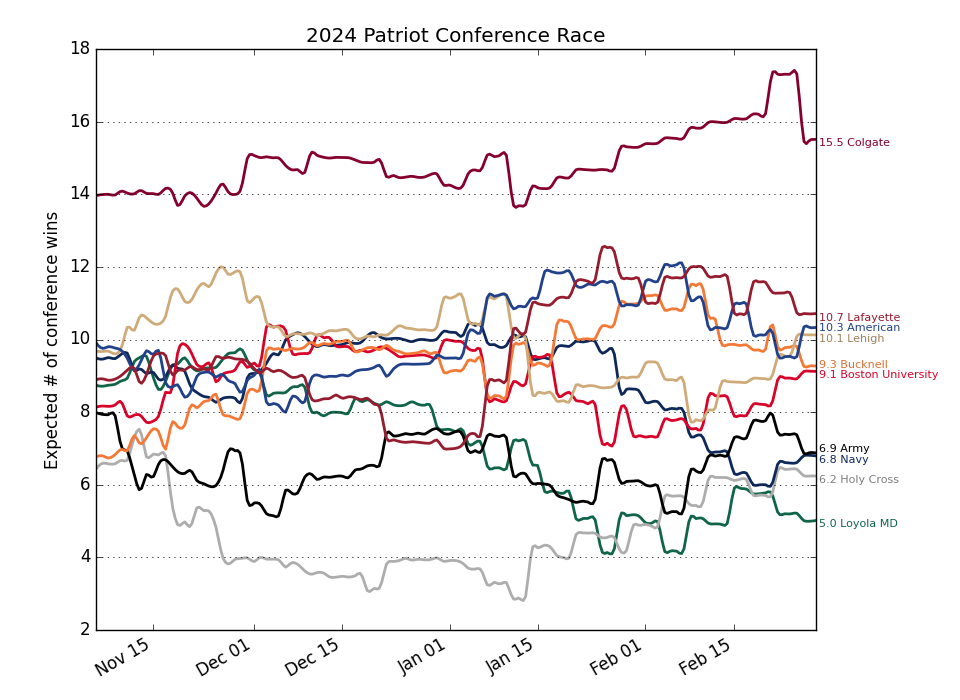 2024 Patriot Conference Race
Expected # of conference wins
18
16
14
12
10
8
6
4
2
Nov 15
Dec 01
Dec 15
Jan 01
Jan 15
Feb 01
Feb 15
15.5 Colgate
10.7 Lafayette
10.3 American
10.1 Lehigh
9.3 Bucknell
9.1 Boston University
6.9 Army
6.8 Navy
6.2 Holy Cross
5.0 Loyola MD